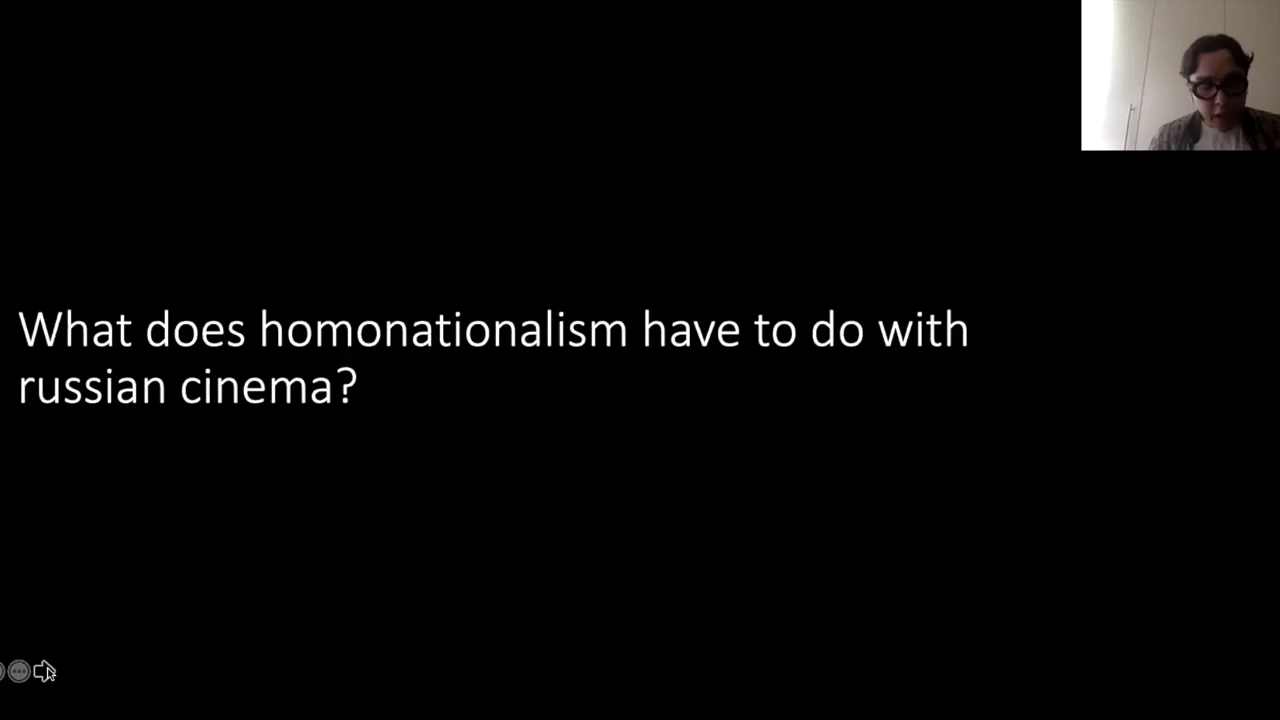 What does homonationalism have to do with
russian cinema?